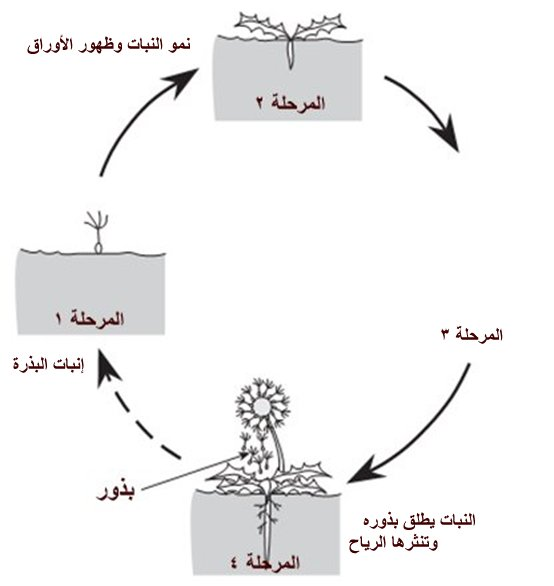 نمو النبات وظهور الأوراق
المرحلة ٢
المرحلة ١
المرحلة ٣
إنبات البذرة
بذور
النبات يطلق بذوره
وتنثرها الرياح
المرحلة ٤